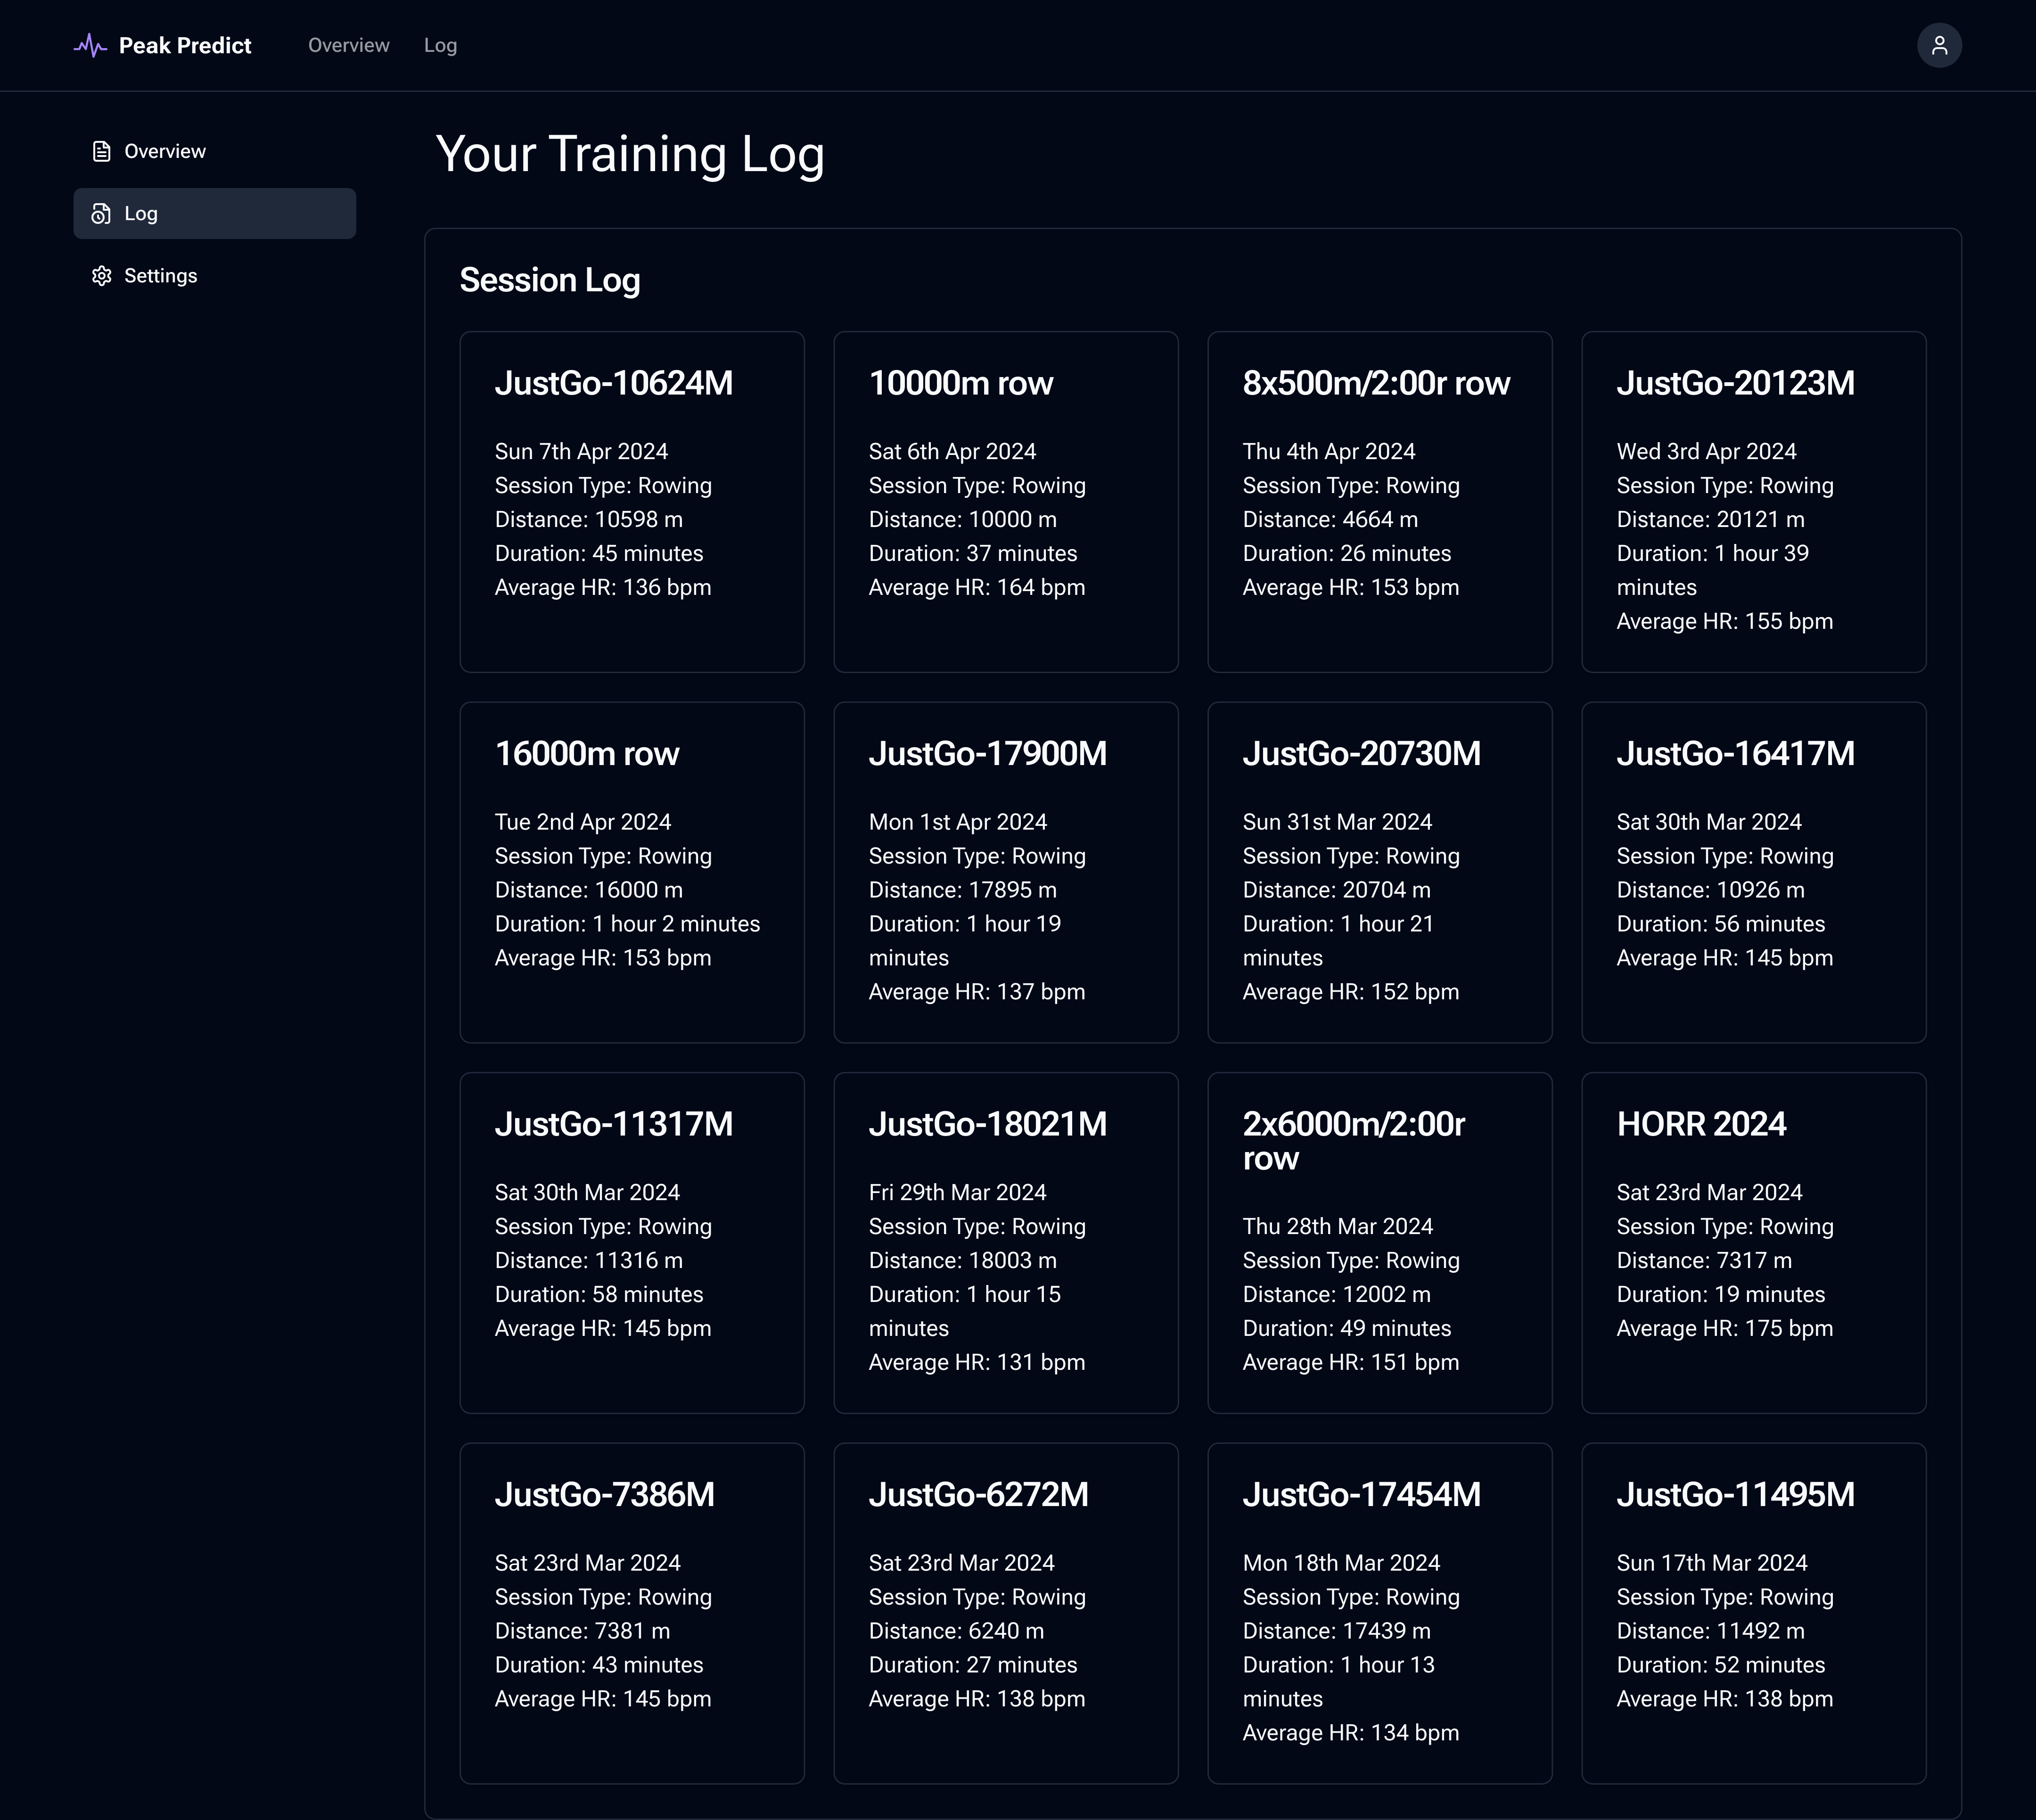 Peak Predict
Overview
Log
Overview
Log
Settings
Your Training Log
Session Log
JustGo-10624M
Sun 7th Apr 2024
Session Type: Rowing
Distance: 10598 m
Duration: 45 minutes
Average HR: 136 bpm
10000m row
Sat 6th Apr 2024
Session Type: Rowing
Distance: 10000 m
Duration: 37 minutes
Average HR: 164 bpm
8x500m/2:00r row
Thu 4th Apr 2024
Session Type: Rowing
Distance: 4664 m
Duration: 26 minutes
Average HR: 153 bpm
JustGo-20123M
Wed 3rd Apr 2024
Session Type: Rowing
Distance: 20121 m
Duration: 1 hour 39
minutes
Average HR: 155 bpm
16000m row
Tue 2nd Apr 2024
Session Type: Rowing
Distance: 16000 m
Duration: 1 hour 2 minutes
Average HR: 153 bpm
JustGo-17900M
Mon 1st Apr 2024
Session Type: Rowing
Distance: 17895 m
Duration: 1 hour 19
minutes
Average HR: 137 bpm
JustGo-20730M
Sun 31st Mar 2024
Session Type: Rowing
Distance: 20704 m
Duration: 1 hour 21
minutes
Average HR: 152 bpm
JustGo-16417M
Sat 30th Mar 2024
Session Type: Rowing
Distance: 10926 m
Duration: 56 minutes
Average HR: 145 bpm
JustGo-11317M
Sat 30th Mar 2024
Session Type: Rowing
Distance: 11316 m
Duration: 58 minutes
Average HR: 145 bpm
JustGo-18021M
Fri 29th Mar 2024
Session Type: Rowing
Distance: 18003 m
Duration: 1 hour 15
minutes
Average HR: 131 bpm
2x6000m/2:00r
row
Thu 28th Mar 2024
Session Type: Rowing
Distance: 12002 m
Duration: 49 minutes
Average HR: 151 bpm
HORR 2024
Sat 23rd Mar 2024
Session Type: Rowing
Distance: 7317 m
Duration: 19 minutes
Average HR: 175 bpm
JustGo-7386M
Sat 23rd Mar 2024
Session Type: Rowing
Distance: 7381 m
Duration: 43 minutes
Average HR: 145 bpm
JustGo-6272M
Sat 23rd Mar 2024
Session Type: Rowing
Distance: 6240 m
Duration: 27 minutes
Average HR: 138 bpm
JustGo-17454M
Mon 18th Mar 2024
Session Type: Rowing
Distance: 17439 m
Duration: 1 hour 13
minutes
Average HR: 134 bpm
JustGo-11495M
Sun 17th Mar 2024
Session Type: Rowing
Distance: 11492 m
Duration: 52 minutes
Average HR: 138 bpm